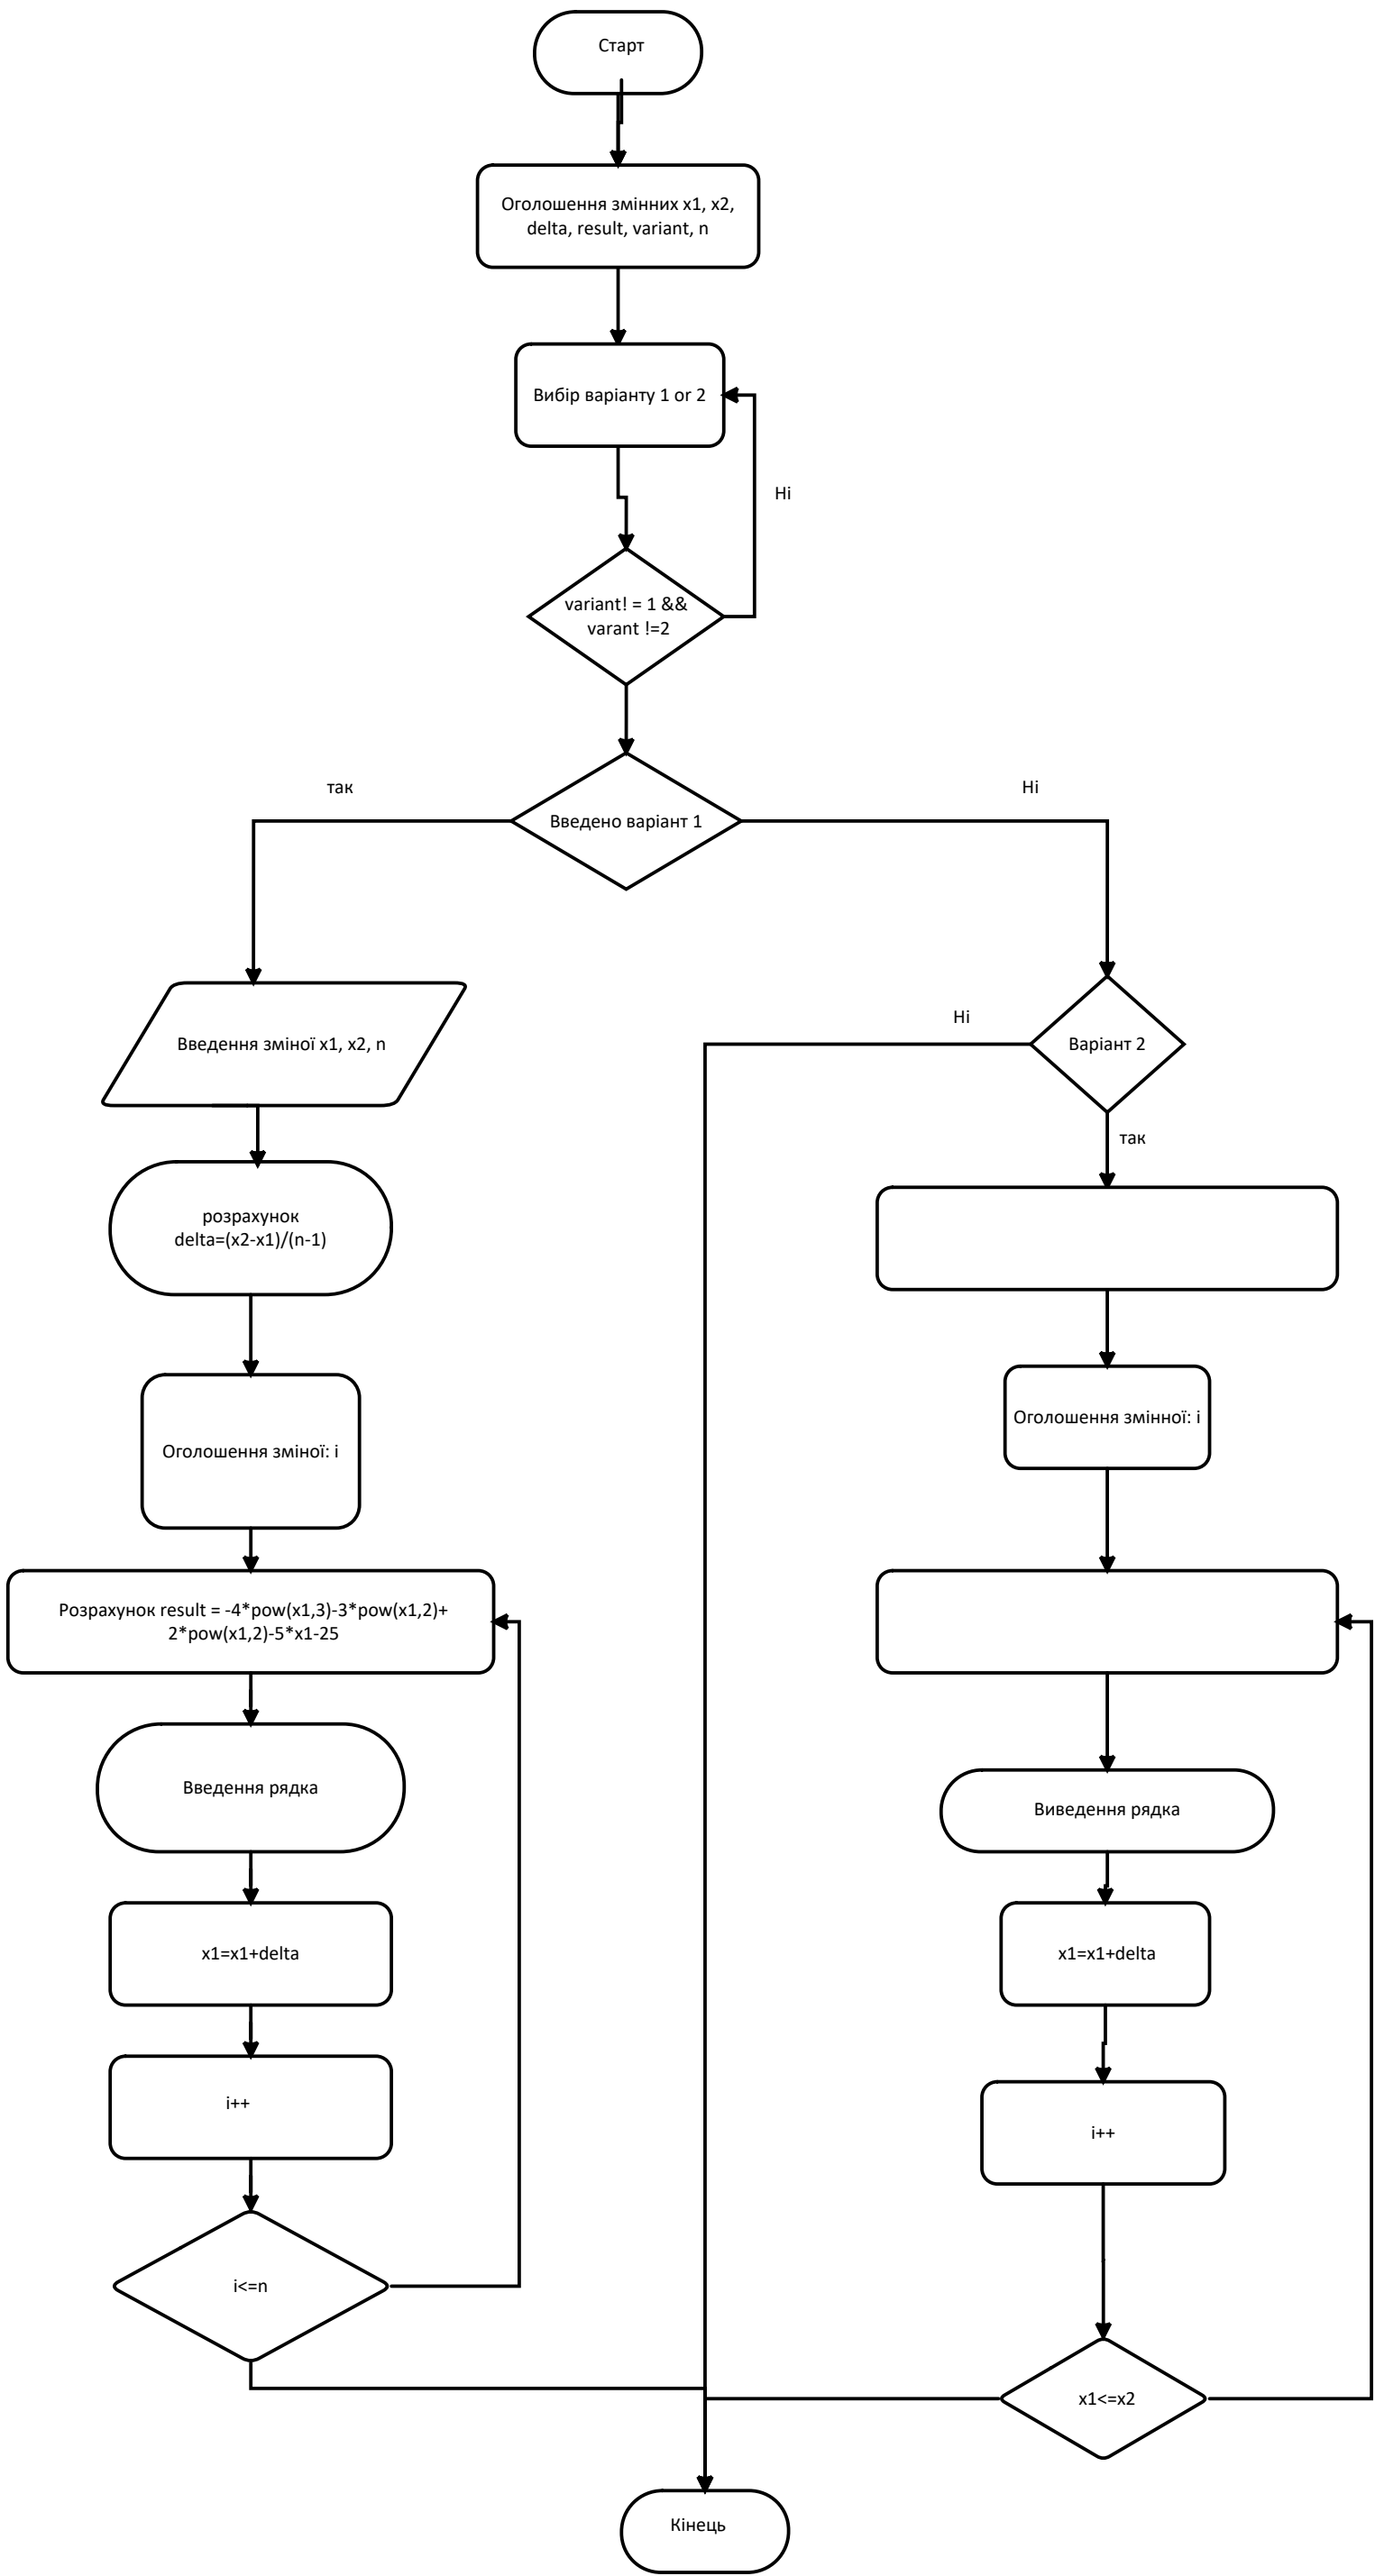 Старт
Оголошення змінних x1, x2,
delta, result, variant, n
Вибір варіанту 1 or 2
Ні
variant! = 1 &&
varant !=2
так
Ні
Введено варіант 1
Ні
Введення зміної x1, x2, n
Варіант 2
так
розрахунок
delta=(x2-x1)/(n-1)
Оголошення зміної: i
Оголошення змінної: i
Розрахунок result = -4*pow(x1,3)-3*pow(x1,2)+
2*pow(x1,2)-5*x1-25
Введення рядка
Виведення рядка
x1=x1+delta
x1=x1+delta
i++
i++
i<=n
x1<=x2
Кінець